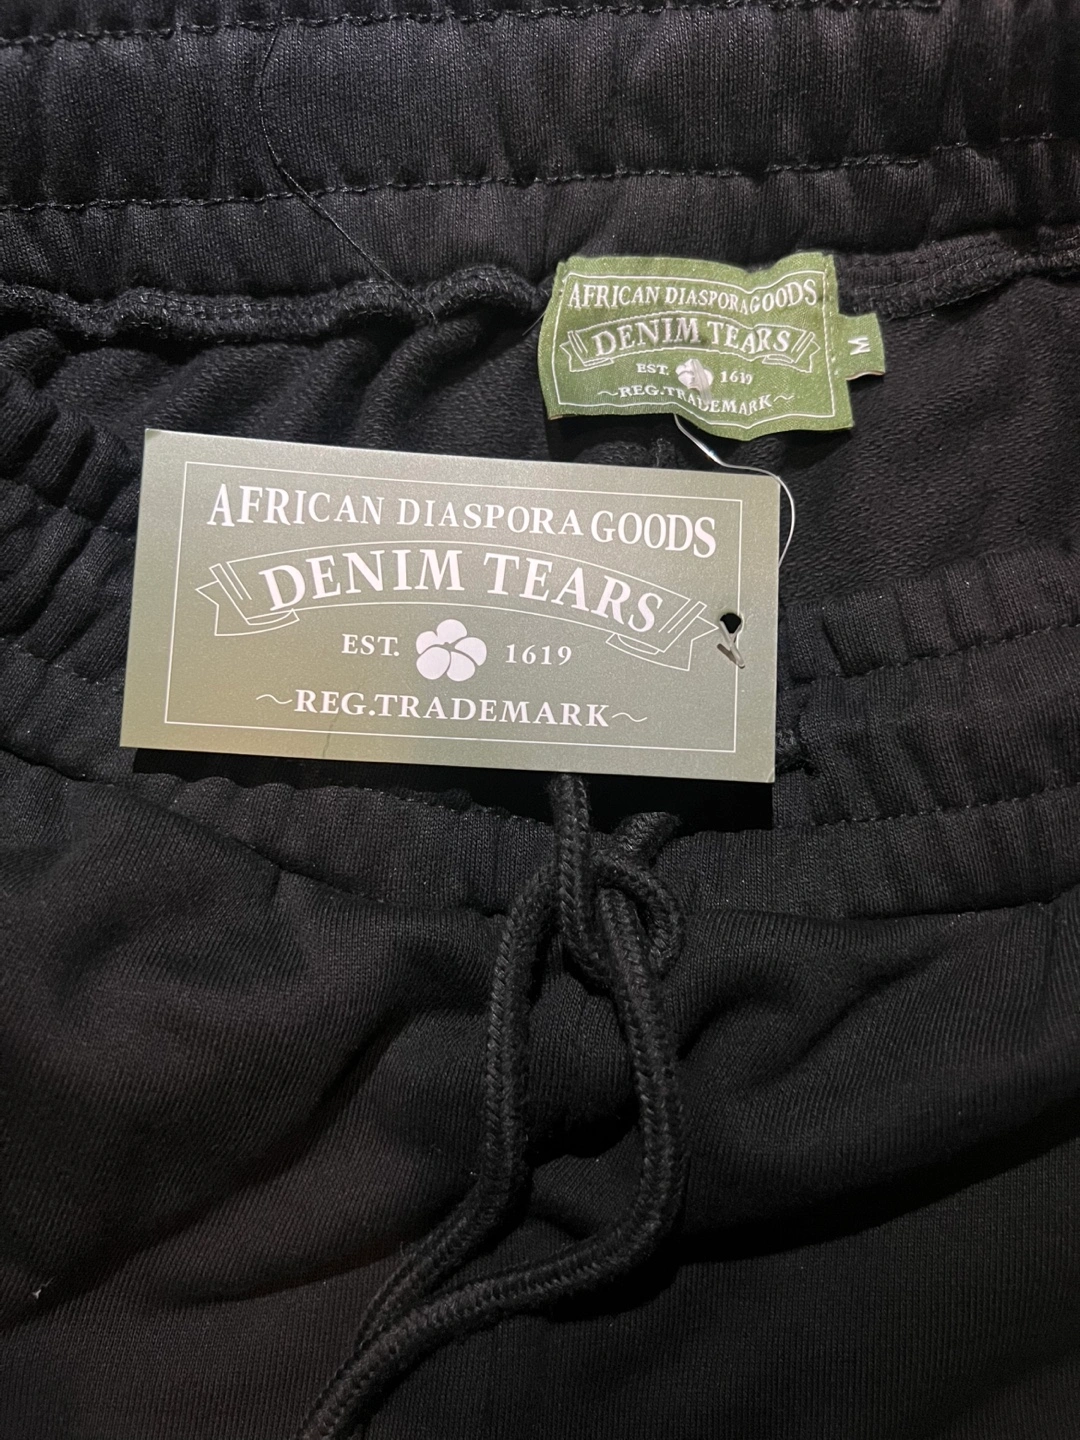 AFRICAN DIASPORA GOODS
DENIM TEARS
EST. 1619
~REG.TRADEMARK~
M
AFRICAN DIASPORA GOODS
DENIM TEARS
EST. 1619
~REG.TRADEMARK~